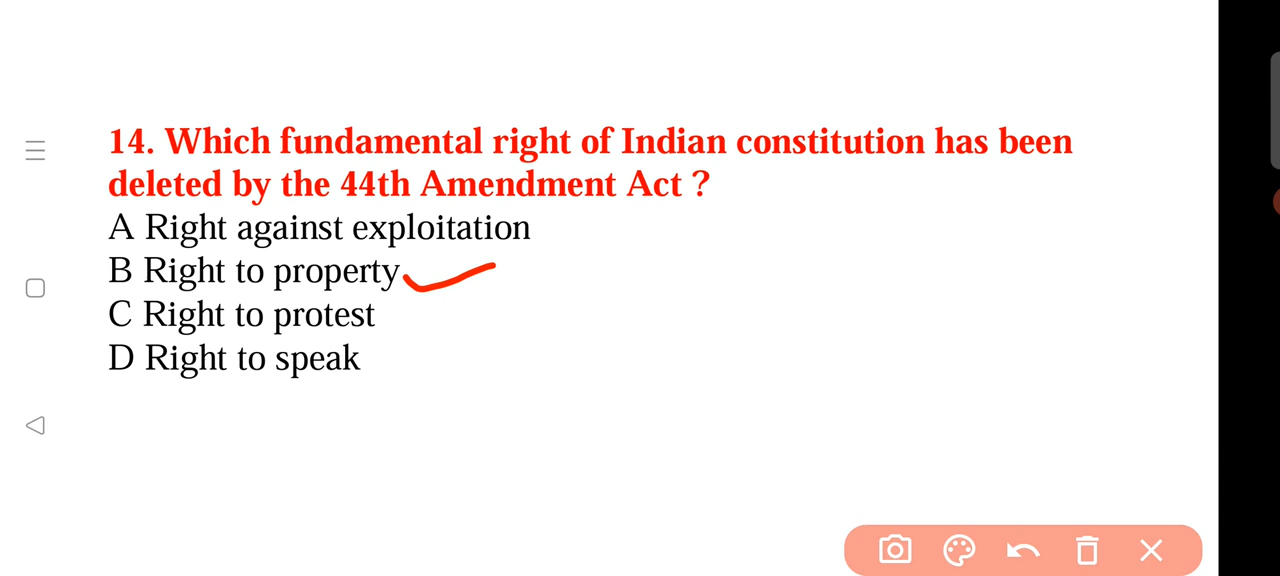 14. Which fundamental right of Indian constitution has been
deleted by the 44th Amendment Act ?
A Right against exploitation
B Right to property
C Right to protest
D Right to speak